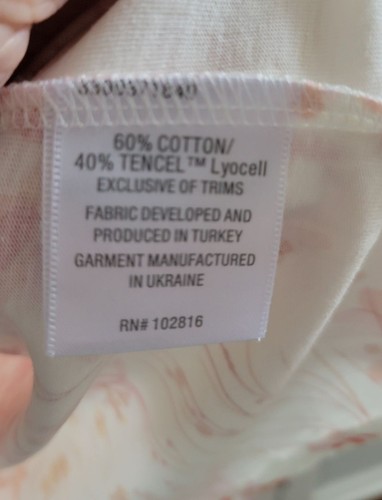 60% COTTON/
40% TENCEL™ Lyocell
EXCLUSIVE OF TRIMS
FABRIC DEVELOPED AND
PRODUCED IN TURKEY
GARMENT MANUFACTURED
IN UKRAINE
RN# 102816